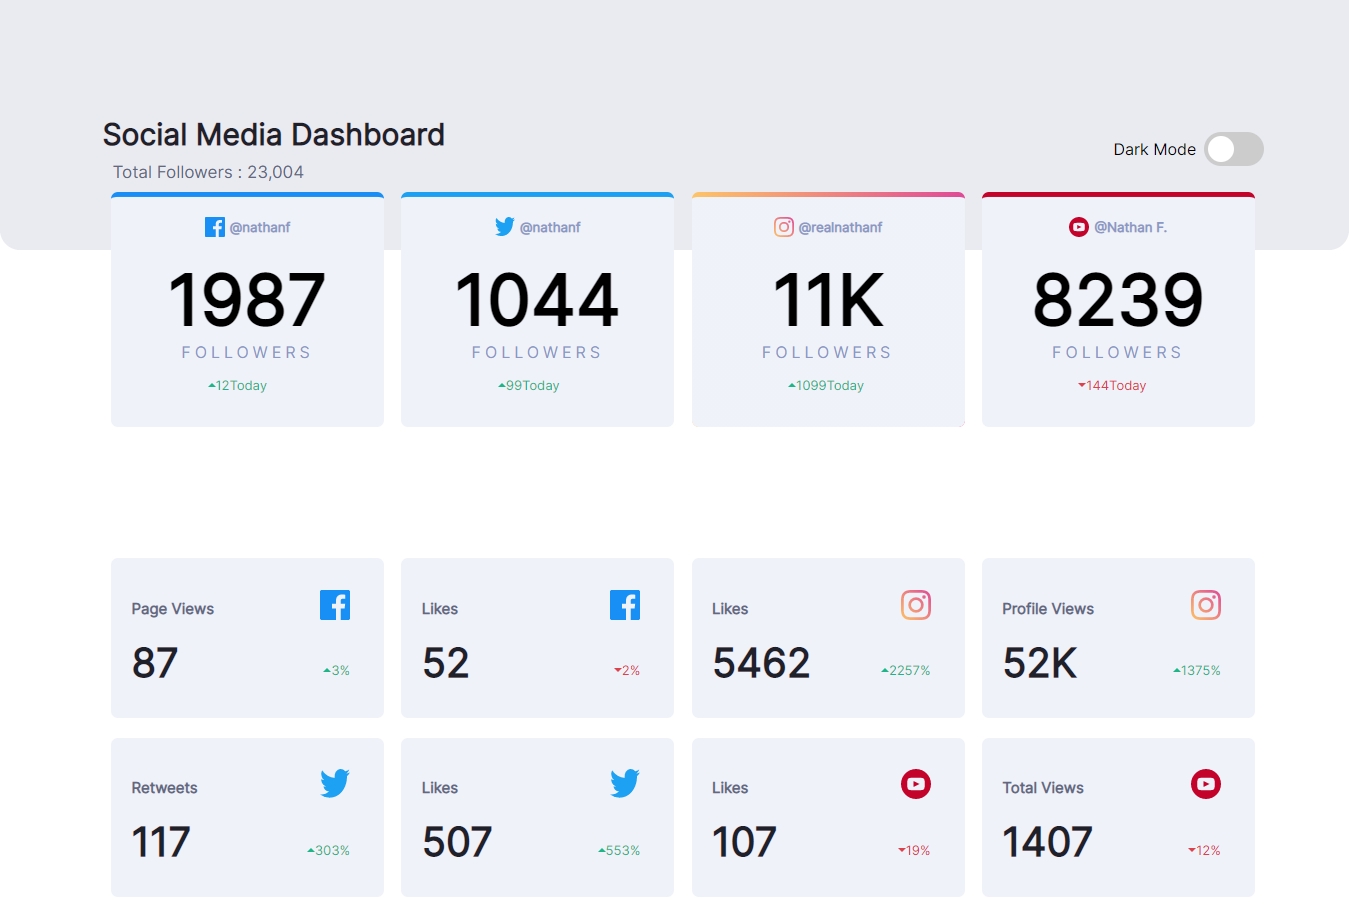 Social Media Dashboard
Total Followers : 23,004
Dark Mode
@nathanf
1987
FOLLOWERS
12Today
@nathanf
1044
FOLLOWERS
99Today
@realnathanf
11K
FOLLOWERS
1099Today
@Nathan F.
8239
FOLLOWERS
144Today
Page Views
87
3%
Likes
52
2%
Likes
5462
2257%
Profile Views
52K
1375%
Retweets
117
303%
Likes
507
553%
Likes
107
19%
Total Views
1407
12%